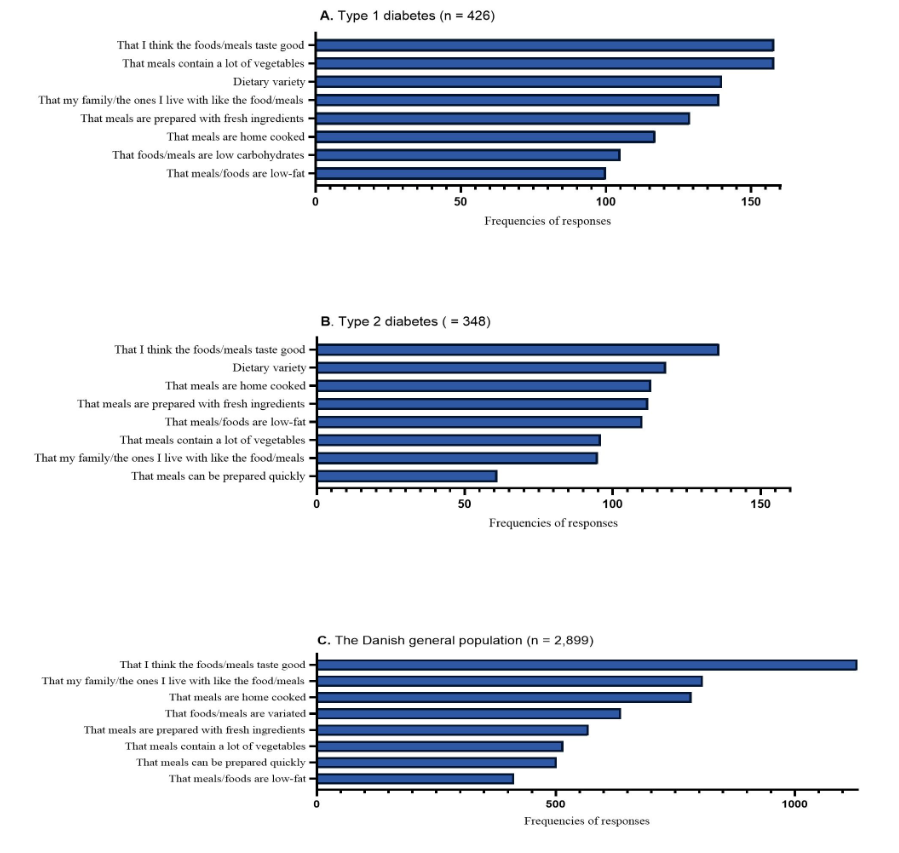 A. Type 1 diabetes (n = 426)
That I think the foods/meals taste good
That meals contain a lot of vegetables
Dietary variety
That my family/the ones I live with like the food/meals
That meals are prepared with fresh ingredients
That meals are home cooked
That foods/meals are low carbohydrates
That meals/foods are low-fat
0 50 100 150
Frequencies of responses
B. Type 2 diabetes ( = 348)
That I think the foods/meals taste good
Dietary variety
That meals are home cooked
That meals are prepared with fresh ingredients
That meals/foods are low-fat
That meals contain a lot of vegetables
That my family/the ones I live with like the food/meals
That meals can be prepared quickly
0 50 100 150
Frequencies of responses
C. The Danish general population (n = 2,899)
That I think the foods/meals taste good
That my family/the ones I live with like the food/meals
That meals are home cooked
That foods/meals are variated
That meals are prepared with fresh ingredients
That meals contain a lot of vegetables
That meals can be prepared quickly
That meals/foods are low-fat
0 500 1000
Frequencies of responses